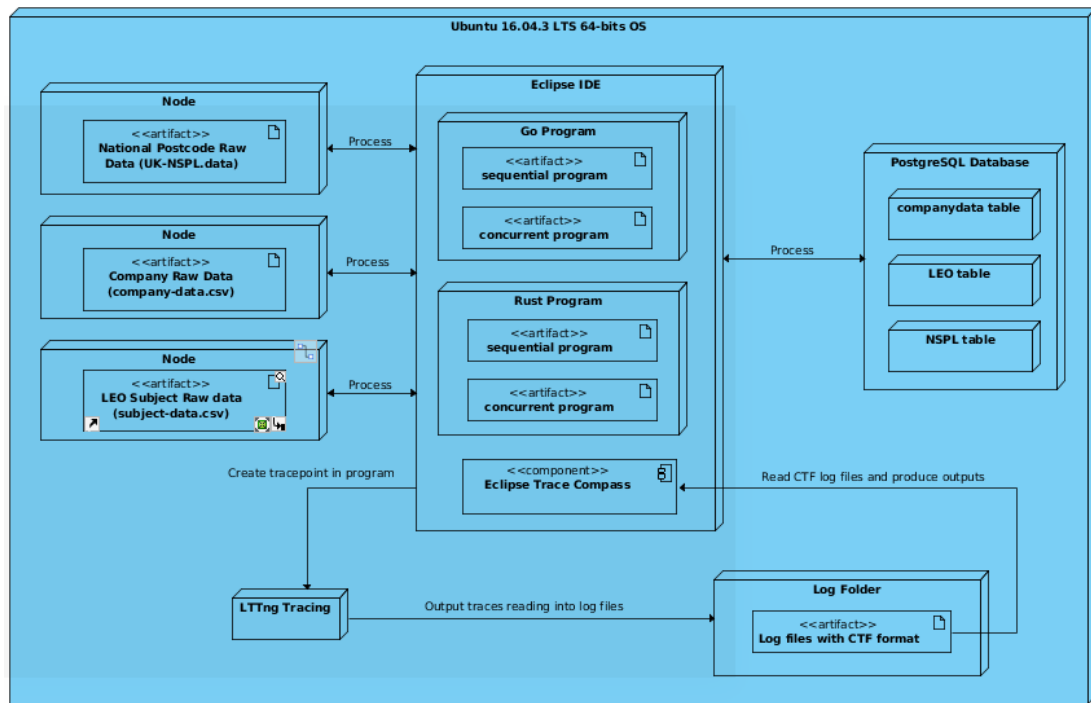 Ubuntu 16.04.3 LTS 64-bits OS
Node
<<artifact>>
National Postcode Raw
Data (UK-NSPL.data)
Process
Node
<<artifact>>
Company Raw Data
(company-data.csv)
Process
Node
<<artifact>>
LEO Subject Raw data
(subject-data.csv)
Process
Eclipse IDE
Go Program
<<artifact>>
sequential program
<<artifact>>
concurrent program
Rust Program
<<artifact>>
sequential program
<<artifact>>
concurrent program
<<component>>
Eclipse Trace Compass
Process
PostgreSQL Database
companydata table
LEO table
NSPL table
Create tracepoint in program
Read CTF log files and produce outputs
LTTng Tracing
Output traces reading into log files
Log Folder
<<artifact>>
Log files with CTF format